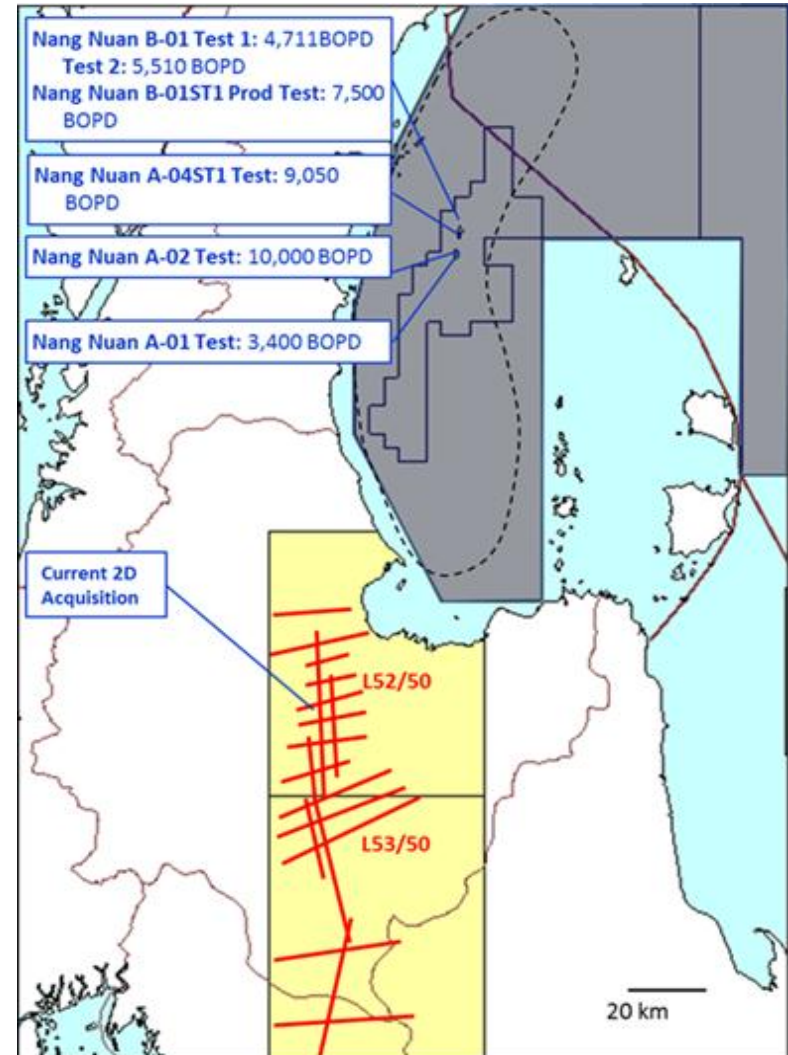 Nang Nuan B-01 Test 1: 4,711BOPD
Test 2: 5,510 BOPD
Nang Nuan B-01ST1 Prod Test: 7,500
BOPD
Nang Nuan A-04ST1 Test: 9,050
BOPD
Nang Nuan A-02 Test: 10,000 BOPD
Nang Nuan A-01 Test: 3,400 BOPD
Current 2D
Acquisition
L52/50
L53/50
20 km